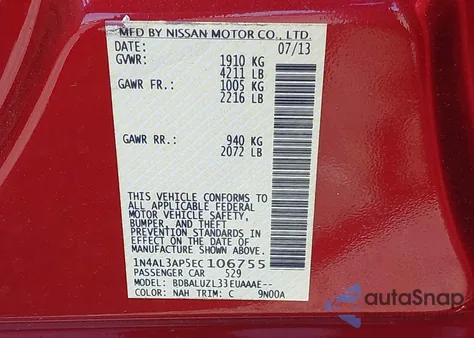 MFD BY NISSAN MOTOR CO., LTD.
DATE: 07/13
GVWR: 1910 KG
4211 LB
GAWR FR.: 1005 KG
2216 LB
GAWR RR.: 940 KG
2072 LB
THIS VEHICLE CONFORMS TO
ALL APPLICABLE FEDERAL
MOTOR VEHICLE SAFETY,
BUMPER, AND THEFT
PREVENTION STANDARDS IN
EFFECT ON THE DATE OF
MANUFACTURE SHOWN ABOVE.
1N4AL3AP5EC106755
PASSENGER CAR 529
MODEL: BDBALUZL33EUAAAE--
COLOR: NAH TRIM: C 9N00A
autoSnap